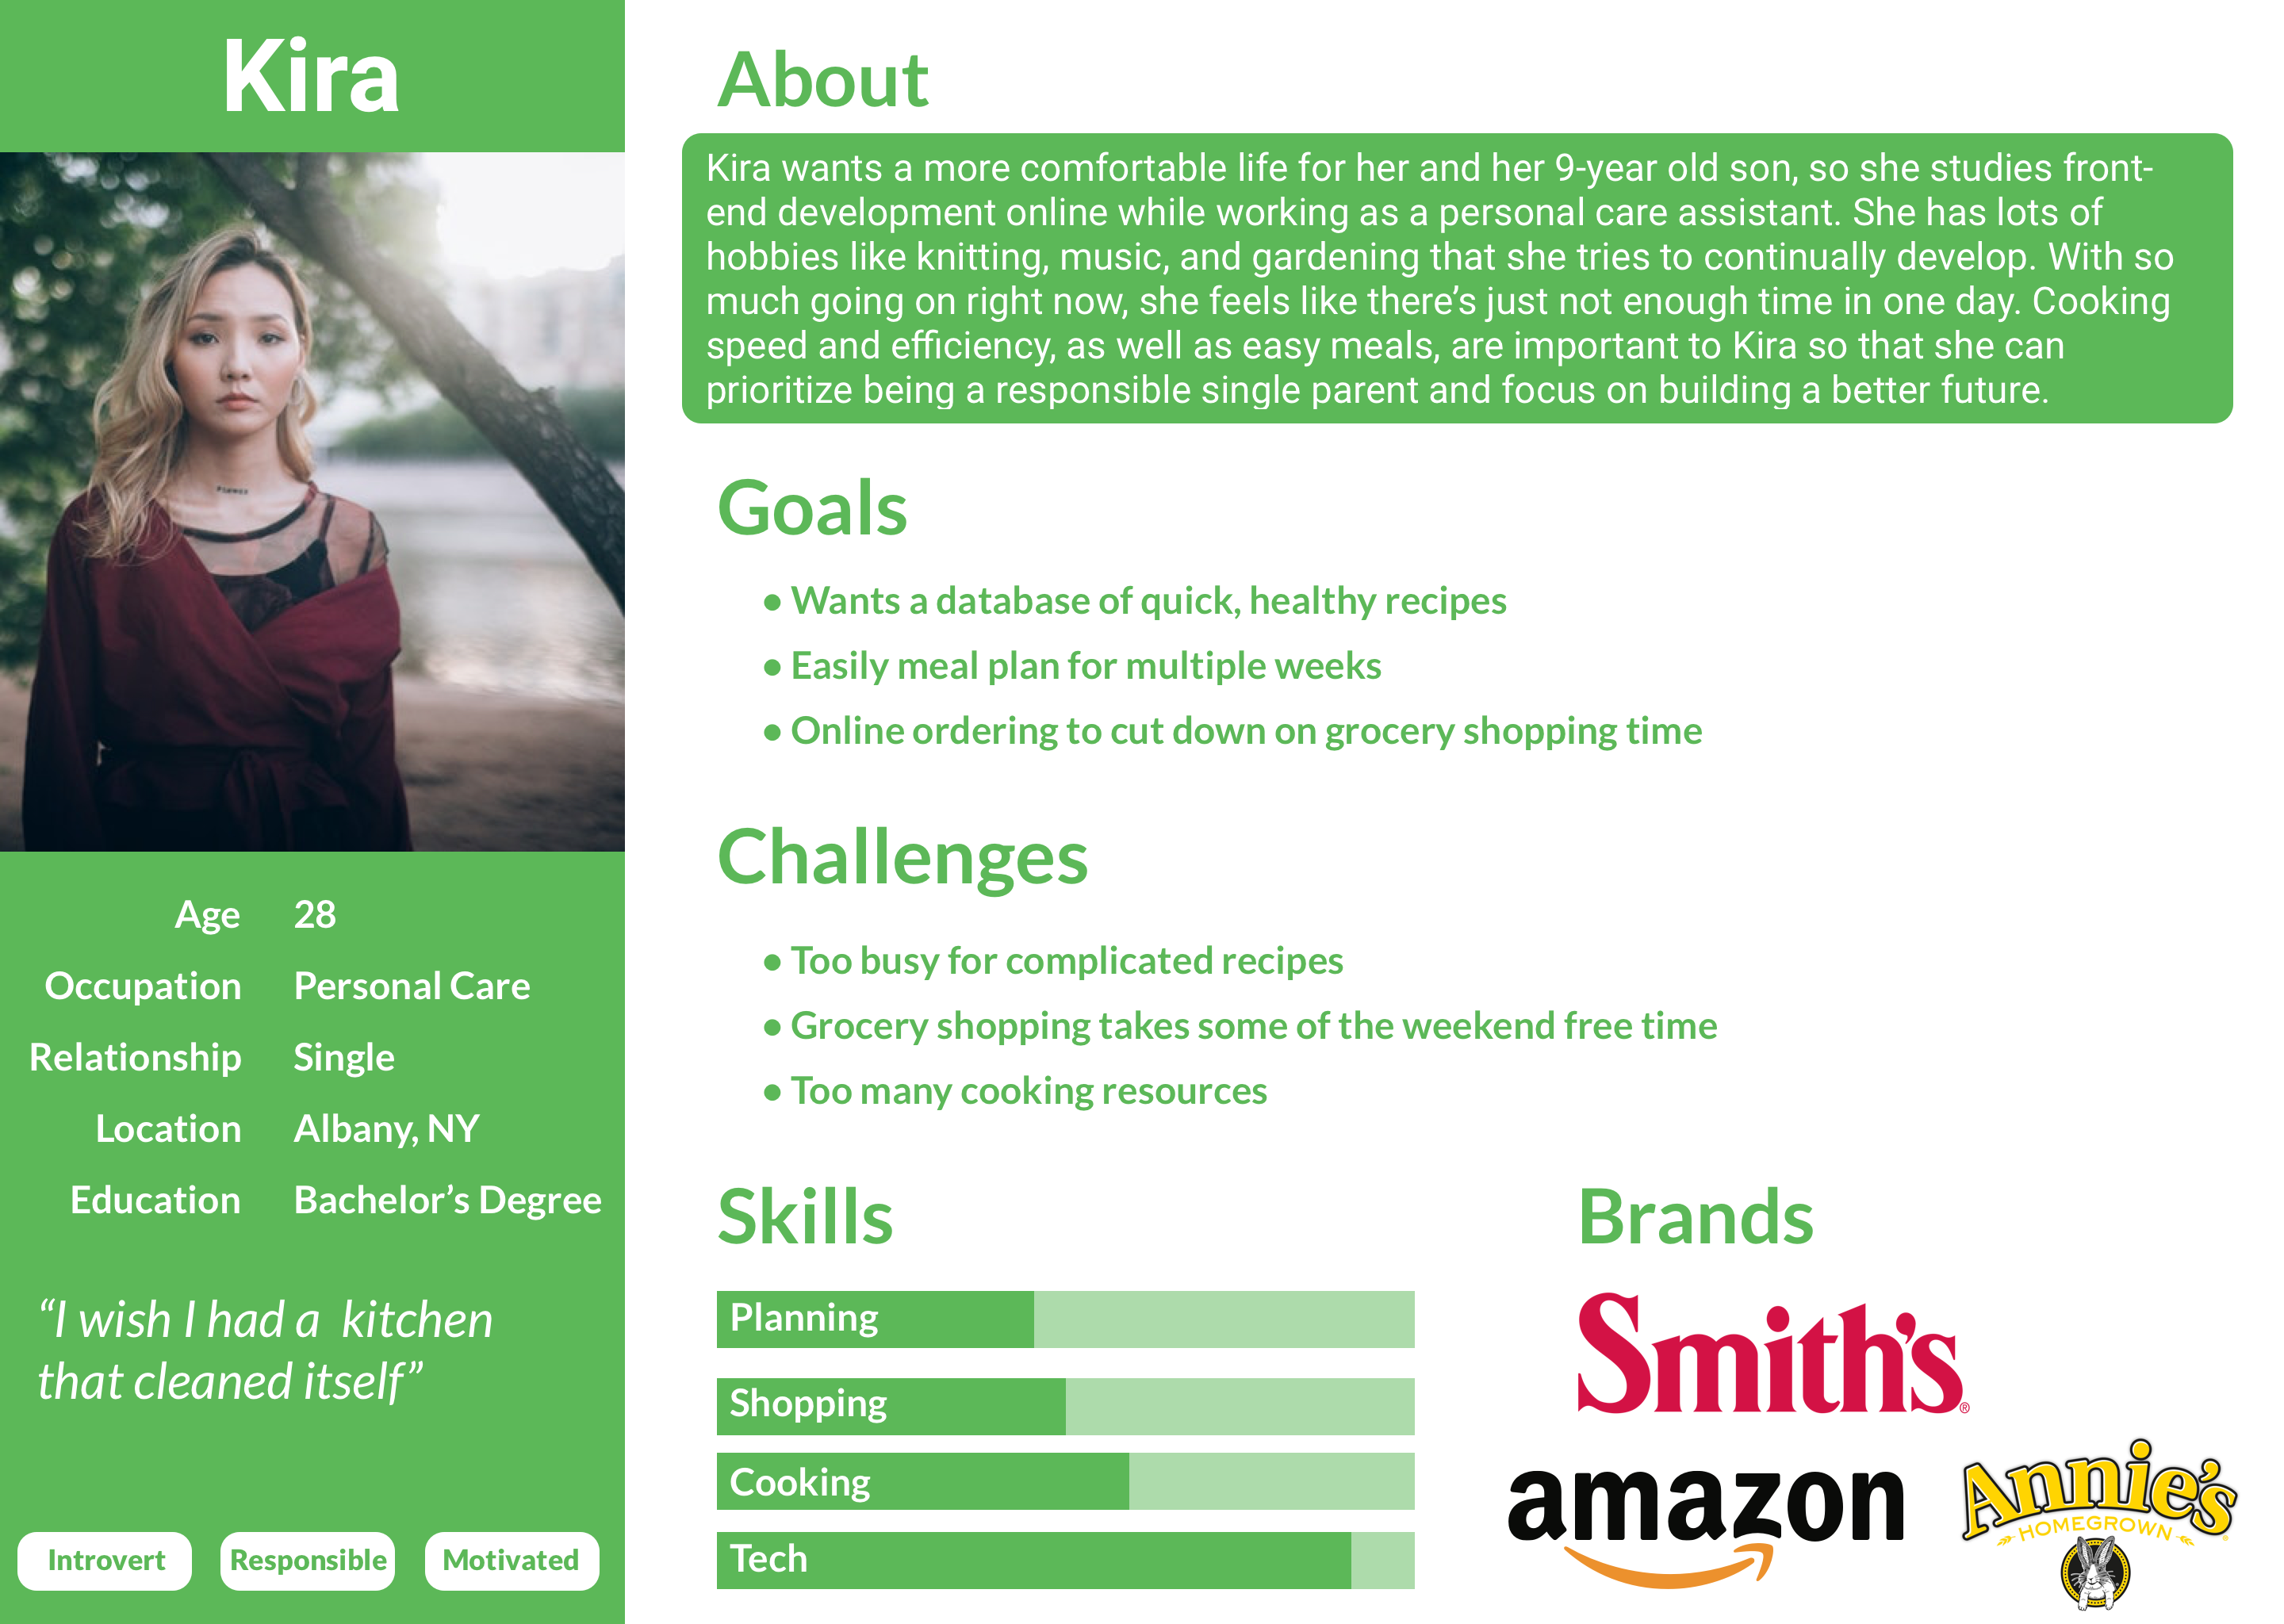 Kira
Age 28
Occupation Personal Care
Relationship Single
Location Albany, NY
Education Bachelor’s Degree
“I wish I had a kitchen
that cleaned itself”
Introvert Responsible Motivated
About
Kira wants a more comfortable life for her and her 9-year old son, so she studies front-
end development online while working as a personal care assistant. She has lots of
hobbies like knitting, music, and gardening that she tries to continually develop. With so
much going on right now, she feels like there’s just not enough time in one day. Cooking
speed and efficiency, as well as easy meals, are important to Kira so that she can
prioritize being a responsible single parent and focus on building a better future.
Goals
• Wants a database of quick, healthy recipes
• Easily meal plan for multiple weeks
• Online ordering to cut down on grocery shopping time
Challenges
• Too busy for complicated recipes
• Grocery shopping takes some of the weekend free time
• Too many cooking resources
Skills
Planning
Shopping
Cooking
Tech
Brands
Smith's®
amazon
Annie's
HOMEGROWN